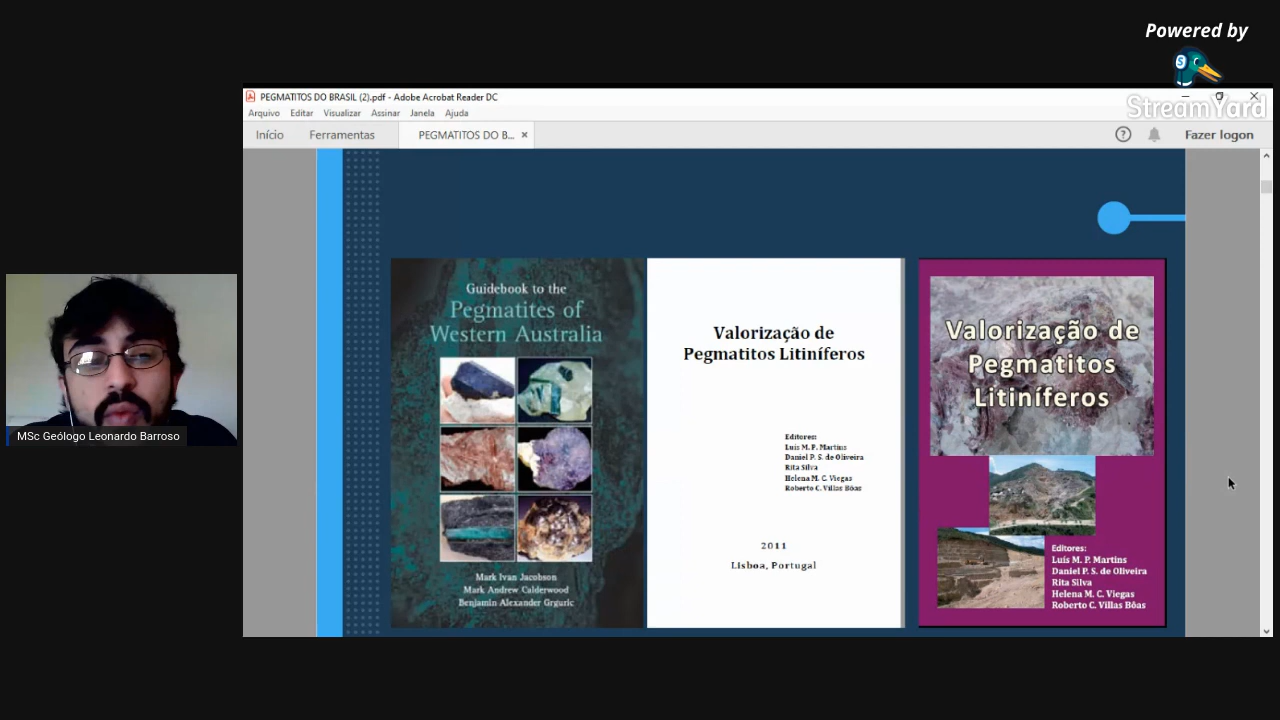 Powered by
StreamYard
PEGMATITOS DO BRASIL (2).pdf - Adobe Acrobat Reader DC
Arquivo Editar Visualizar Assinar Janela Ajuda
Início Ferramentas PEGMATITOS DO B... × Fazer logon
Guidebook to the
Pegmatites of
Western Australia
Mark Ivan Jacobson
Mark Andrew Calderwood
Benjamin Alexander Grguric
Valorização de
Pegmatitos Litiníferos
Editores:
Luís M. P. Martins
Daniel P. S. de Oliveira
Rita Silva
Helena M. C. Viegas
Roberto C. Villas Bôas
2011
Lisboa, Portugal
Valorização de
Pegmatitos
Litiníferos
Editores:
Luís M. P. Martins
Daniel P. S. de Oliveira
Rita Silva
Helena M. C. Viegas
Roberto C. Villas Bôas
MSc Geólogo Leonardo Barroso